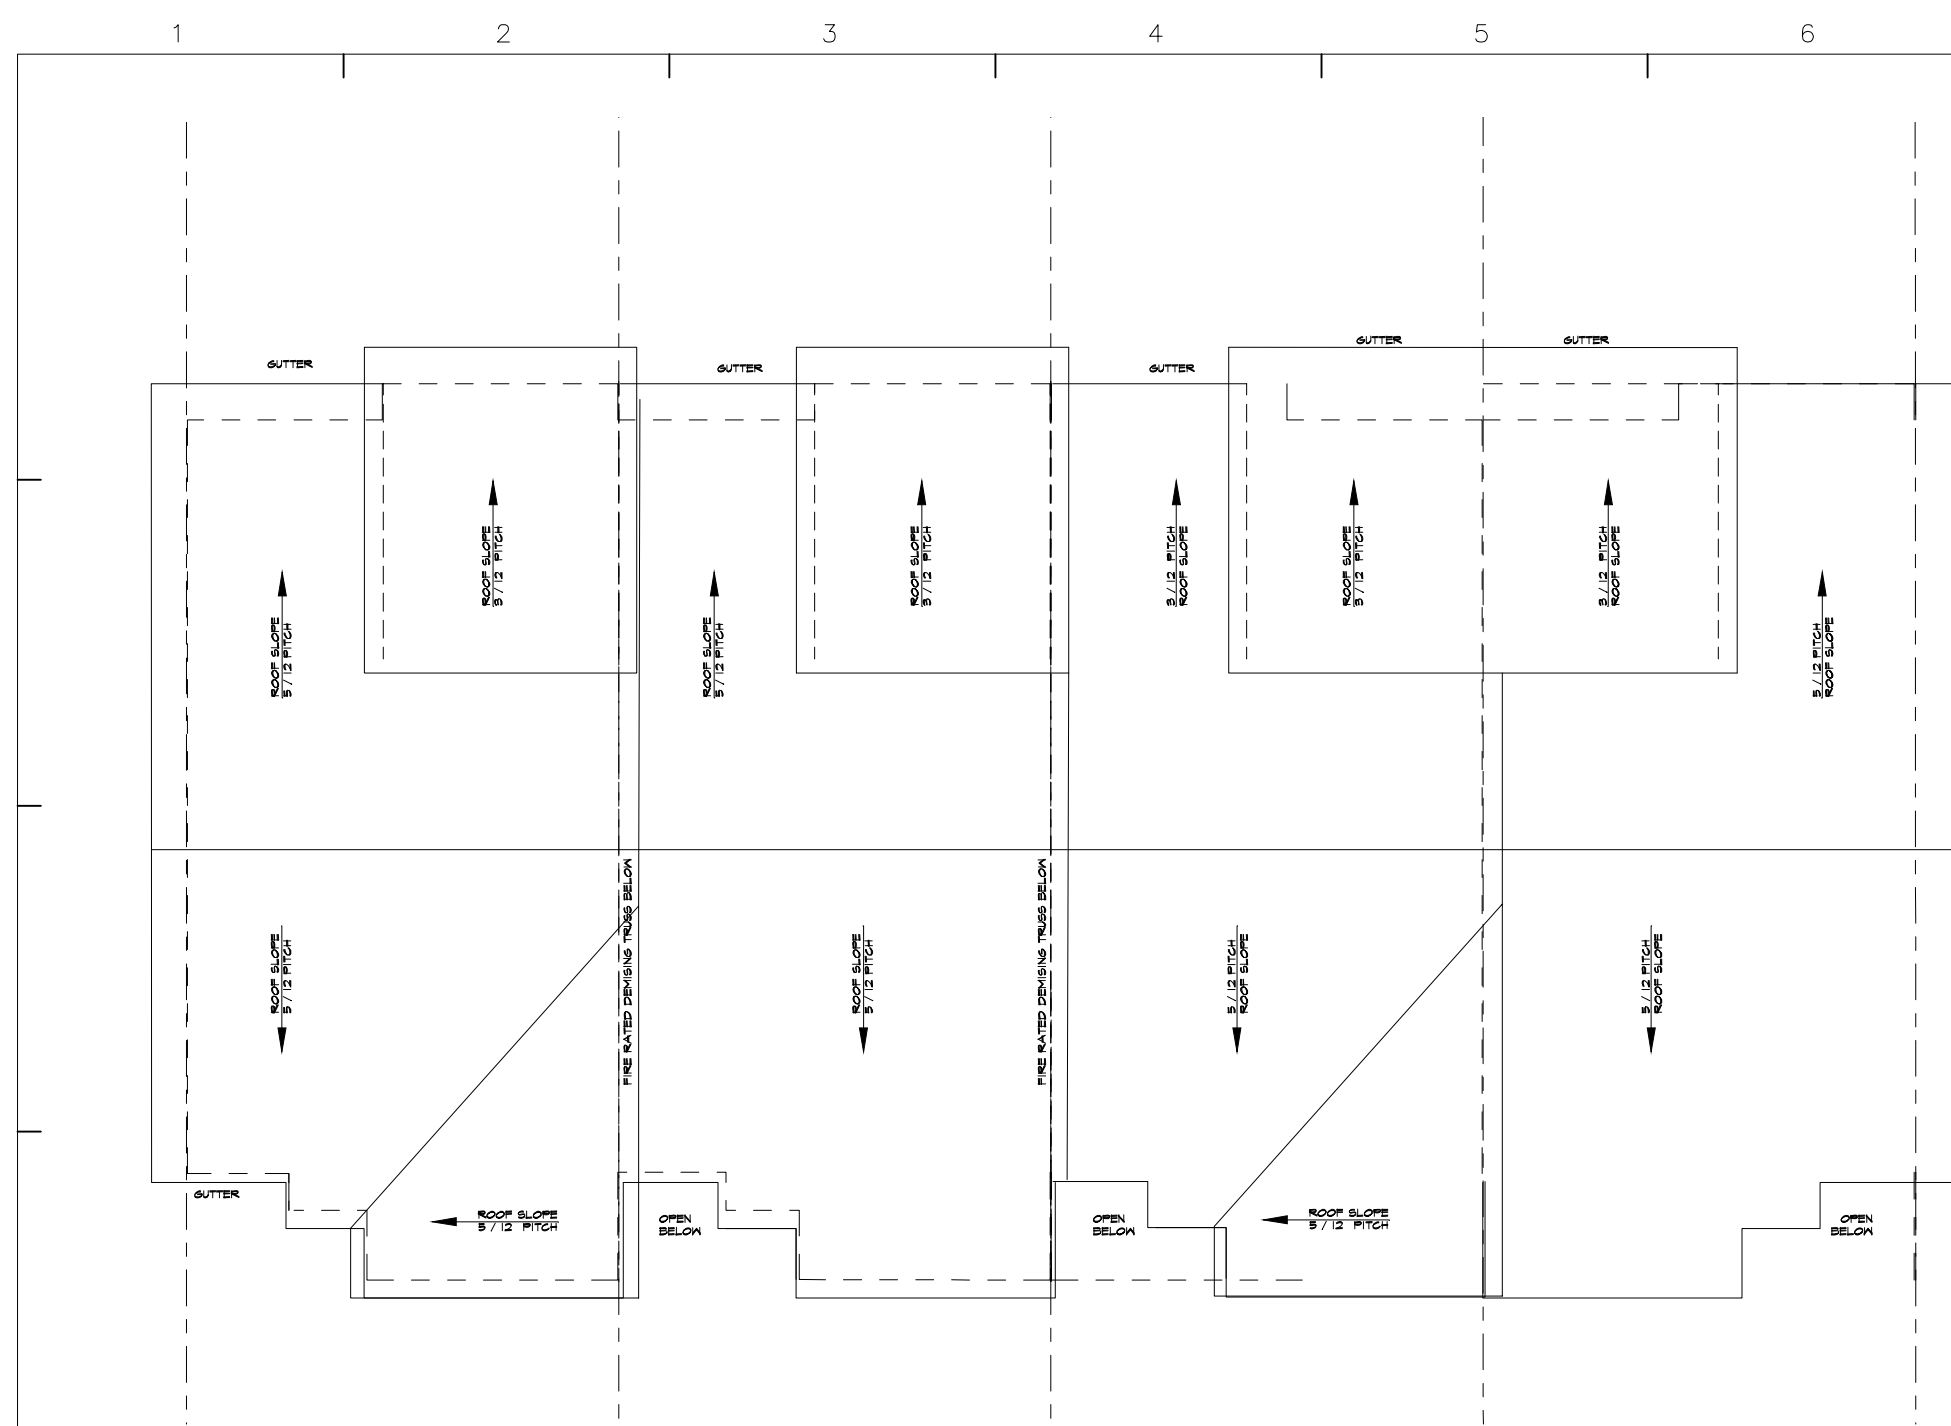 1 2 3 4 5 6
GUTTER GUTTER
GUTTER GUTTER GUTTER
ROOF SLOPE
3 / 12 PITCH
ROOF SLOPE
3 / 12 PITCH
3 / 12 PITCH
ROOF SLOPE
ROOF SLOPE
3 / 12 PITCH
3 / 12 PITCH
ROOF SLOPE
ROOF SLOPE
5 / 12 PITCH
ROOF SLOPE
5 / 12 PITCH
5 / 12 PITCH
ROOF SLOPE
FIRE RATED DEMISING TRUSS BELOW
FIRE RATED DEMISING TRUSS BELOW
ROOF SLOPE
5 / 12 PITCH
ROOF SLOPE
5 / 12 PITCH
5 / 12 PITCH
ROOF SLOPE
5 / 12 PITCH
ROOF SLOPE
GUTTER
ROOF SLOPE
5 / 12 PITCH
OPEN
BELOW
OPEN
BELOW
ROOF SLOPE
5 / 12 PITCH
OPEN
BELOW